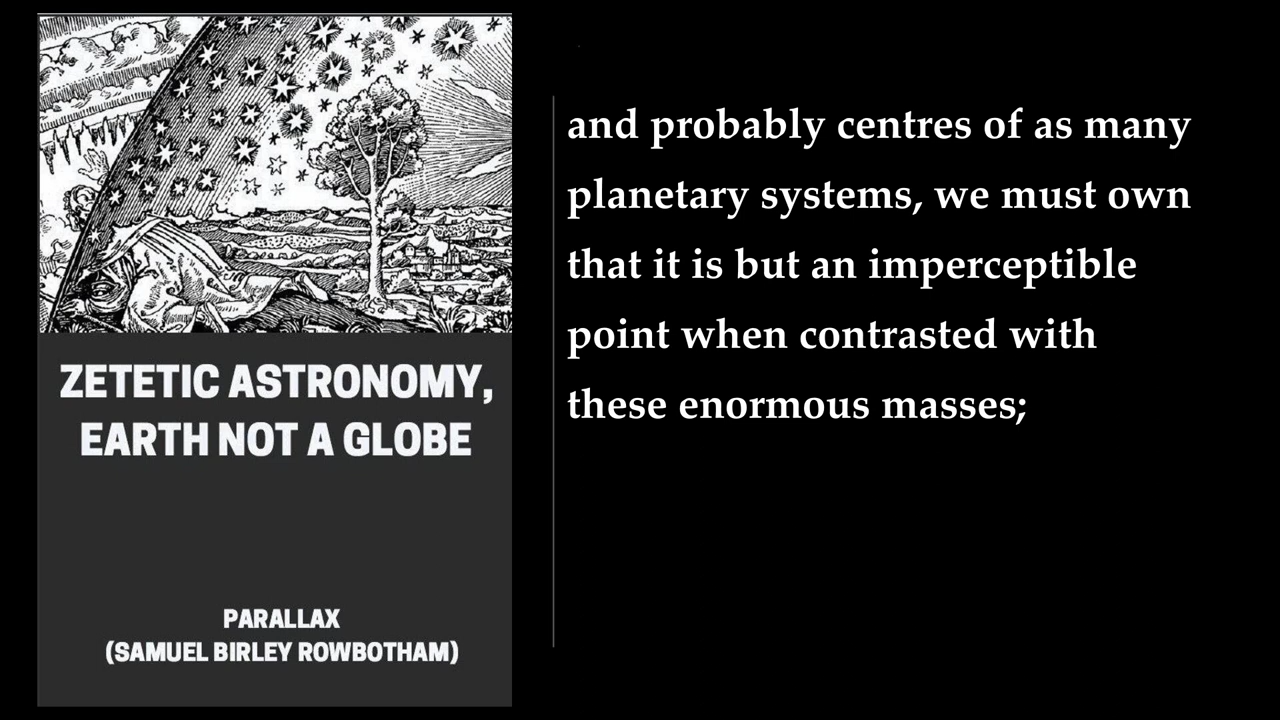 ZETETIC ASTRONOMY,
EARTH NOT A GLOBE
PARALLAX
(SAMUEL BIRLEY ROWBOTHAM)
and probably centres of as many
planetary systems, we must own
that it is but an imperceptible
point when contrasted with
these enormous masses;